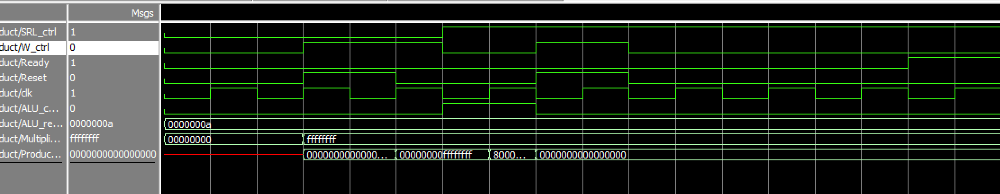 Msgs
duct/SRL_ctrl 1
duct/W_ctrl 0
duct/Ready 1
duct/Reset 0
duct/clk 1
duct/ALU_c... 0
duct/ALU_re... 0000000a 0000000a
duct/Multipli... ffffffff 00000000 ffffffff
duct/Produc... 0000000000000000 0000000000000... 00000000ffffffff 8000... 0000000000000000